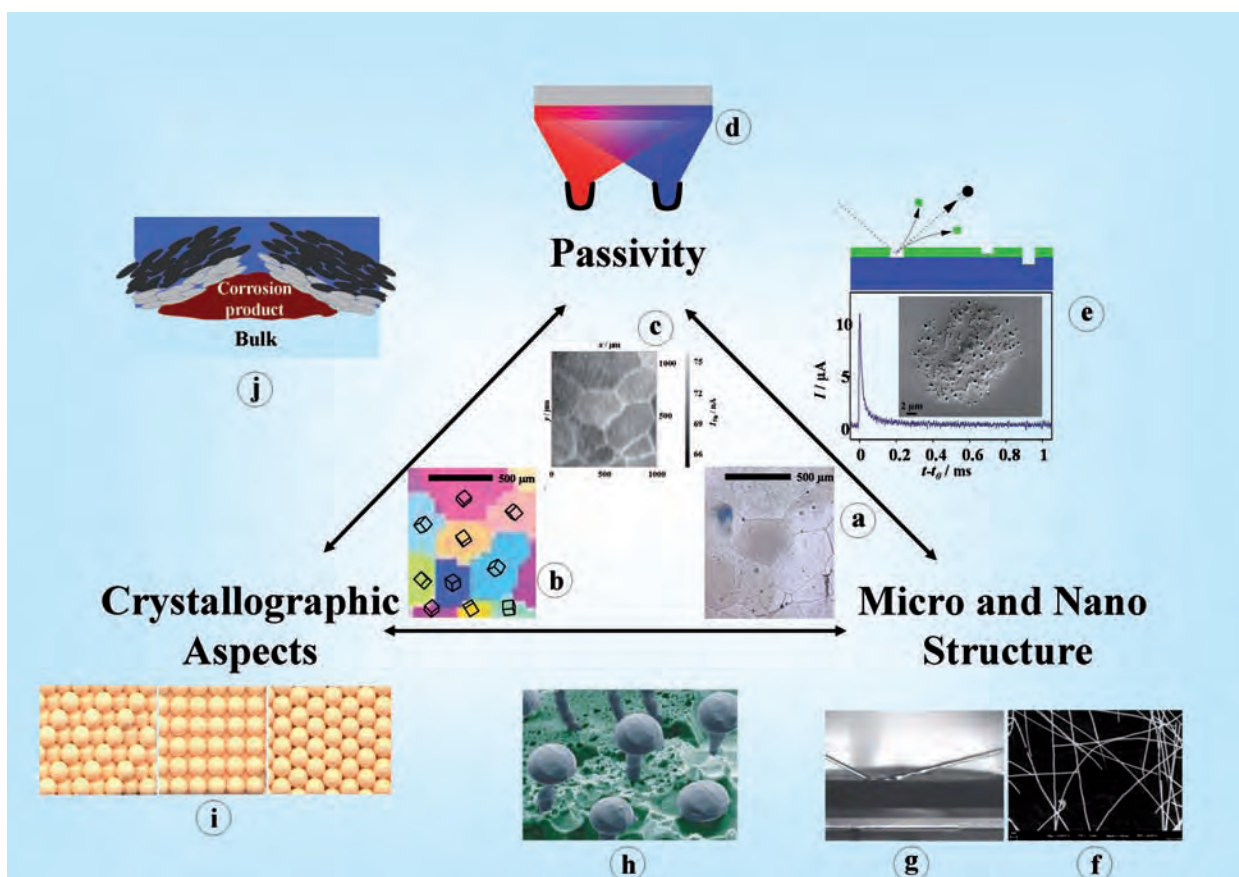 d
Passivity
Corrosion
product
Bulk
j
e
10
5
0
I / μA
2 μm
0
0.2
0.4
0.6
0.8
1
t-t0 / ms
c
x / μm
1000
500
y / μm
0
500
1000
75
72
69
66
500 μm
b
500 μm
a
Crystallographic
Aspects
Micro and Nano
Structure
i
h
g
f